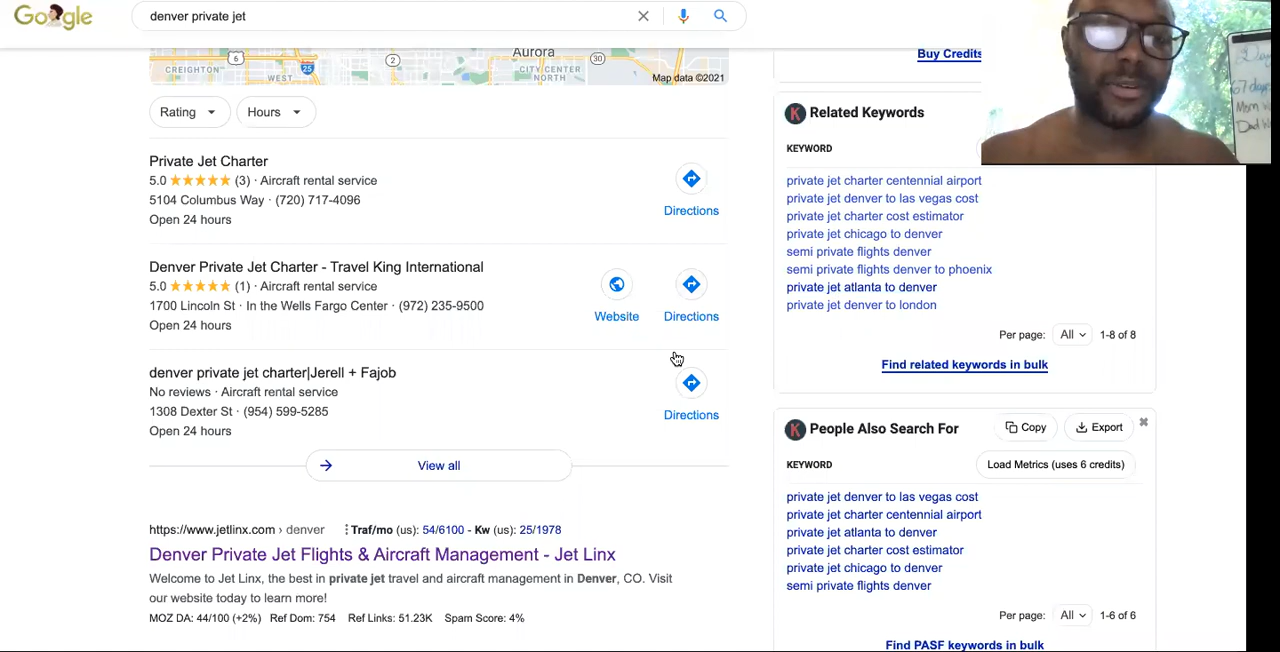 Google
denver private jet
Aurora
6
25
2
30
CREIGHTON
WEST
CITY CENTER
NORTH
Map data ©2021
Rating
Hours
Private Jet Charter
5.0 ★★★★★ (3) · Aircraft rental service
5104 Columbus Way · (720) 717-4096
Open 24 hours
Directions
Denver Private Jet Charter - Travel King International
5.0 ★★★★★ (1) · Aircraft rental service
1700 Lincoln St · In the Wells Fargo Center · (972) 235-9500
Open 24 hours
Website
Directions
denver private jet charter|Jerell + Fajob
No reviews · Aircraft rental service
1308 Dexter St · (954) 599-5285
Open 24 hours
Directions
View all
https://www.jetlinx.com › denver
Traf/mo (us): 54/6100 - Kw (us): 25/1978
Denver Private Jet Flights & Aircraft Management - Jet Linx
Welcome to Jet Linx, the best in private jet travel and aircraft management in Denver, CO. Visit
our website today to learn more!
MOZ DA: 44/100 (+2%) Ref Dom: 754 Ref Links: 51.23K Spam Score: 4%
Buy Credits
K Related Keywords
KEYWORD
private jet charter centennial airport
private jet denver to las vegas cost
private jet charter cost estimator
private jet chicago to denver
semi private flights denver
semi private flights denver to phoenix
private jet atlanta to denver
private jet denver to london
Per page: All 1-8 of 8
Find related keywords in bulk
K People Also Search For
Copy
Export
KEYWORD
Load Metrics (uses 6 credits)
private jet denver to las vegas cost
private jet charter centennial airport
private jet atlanta to denver
private jet charter cost estimator
private jet chicago to denver
semi private flights denver
Per page: All 1-6 of 6
Find PASF keywords in bulk
67 days
Mom
Dad